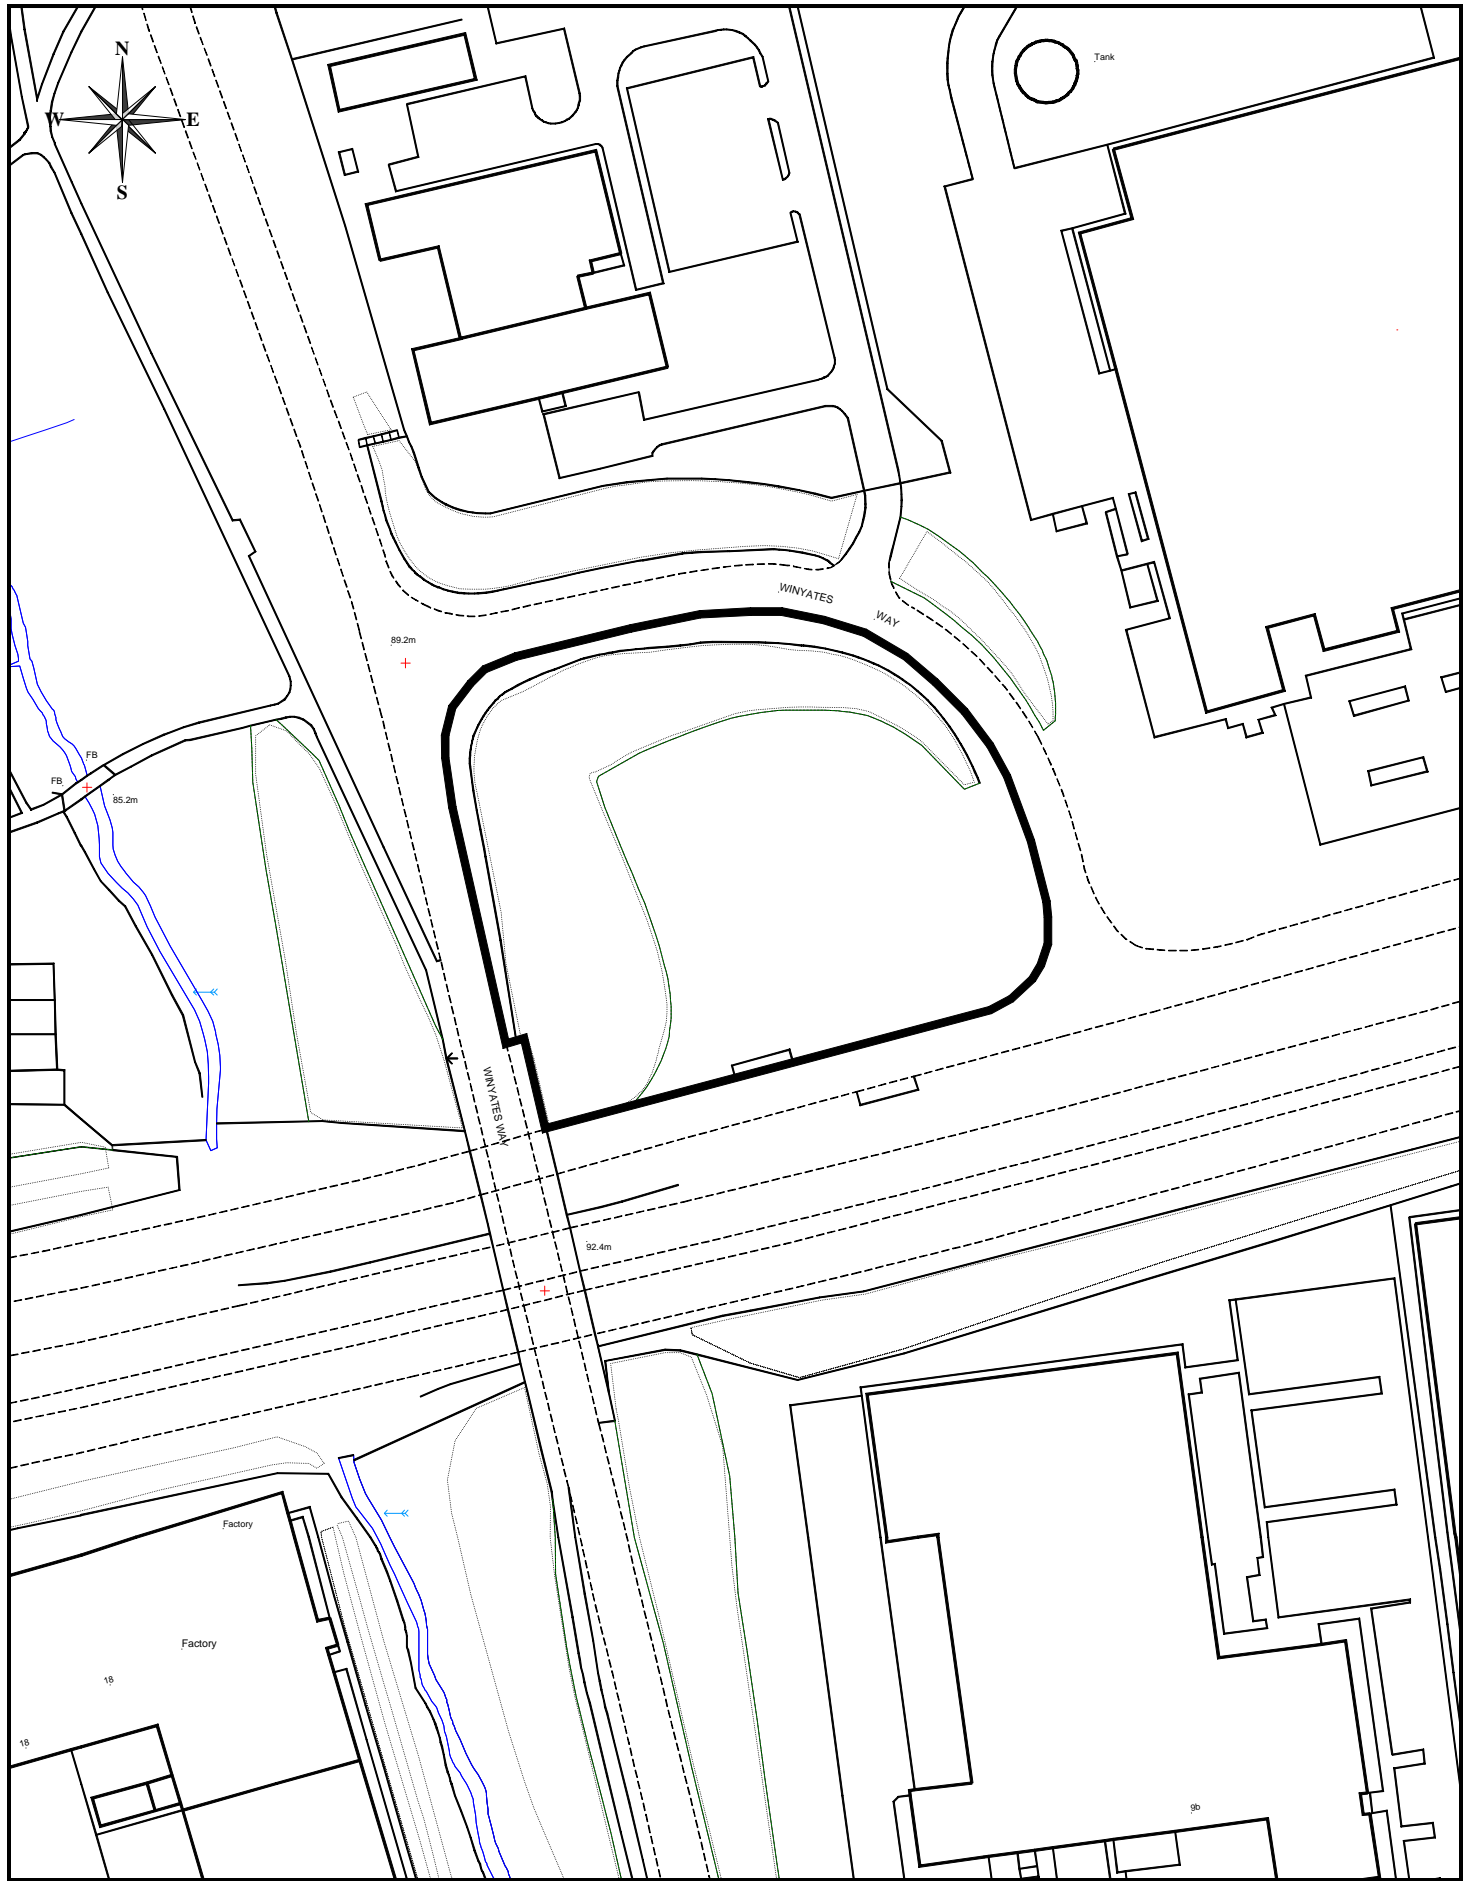 N
Tank
W
E
S
WINYATES
WAY
89.2m
FB
FB
85.2m
WINYATES WAY
92.4m
Factory
Factory
18
18
9b